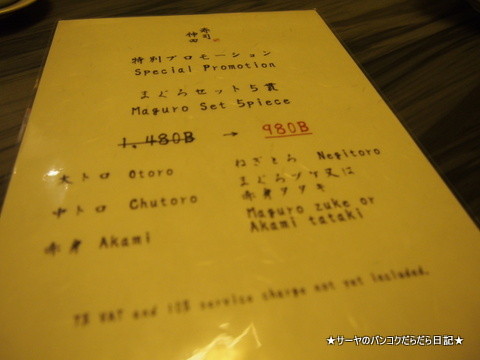 寿司
特別プロモーション
Special Promotion
まぐろセット5貫
Maguro Set 5piece
1,480B → 980B
大トロ Otoro
中トロ Chutoro
赤身 Akami
ねぎとろ Negitoro
まぐろヅケ又は
赤身タタキ
Maguro zuke or
Akami tataki
7% VAT and 10% service charge not yet included.
★サーヤのバンコクだらだら日記★